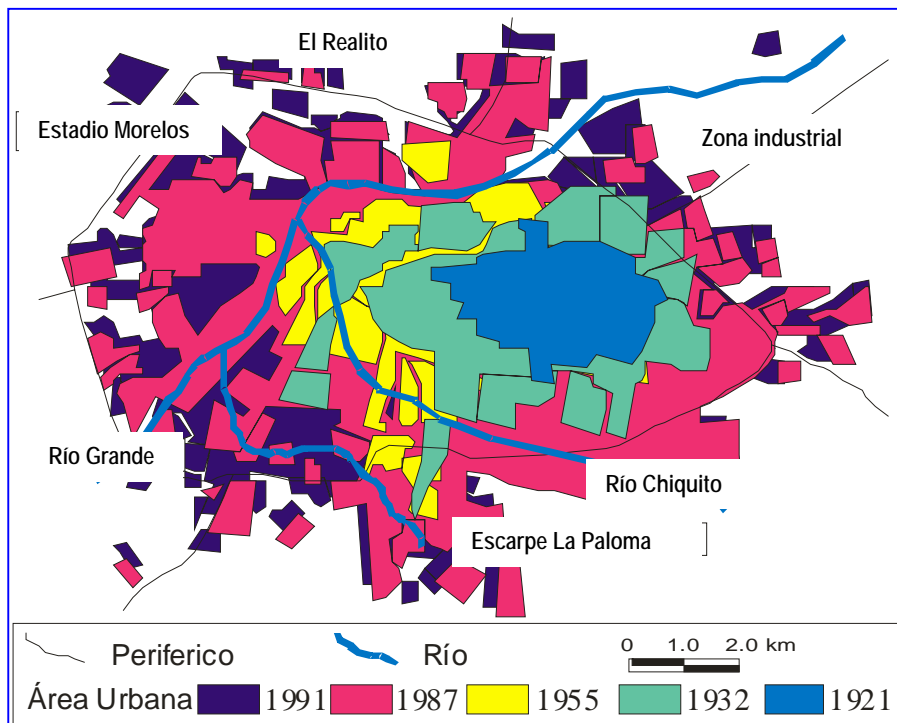 El Realito
Estadio Morelos
Zona industrial
Río Grande
Río Chiquito
Escarpe La Paloma
Periferico
Río
0 1.0 2.0 km
Área Urbana 1991 1987 1955 1932 1921